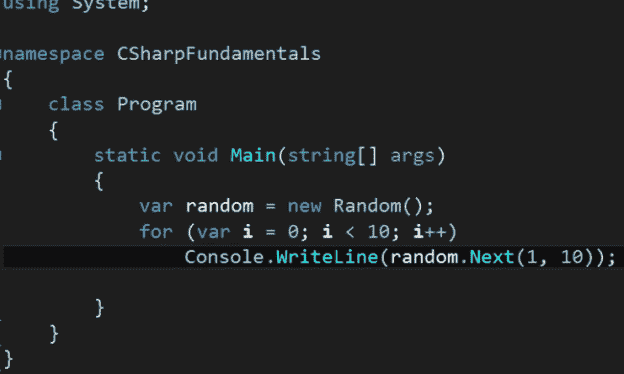 using System;
namespace CSharpFundamentals
{
    class Program
    {
        static void Main(string[] args)
        {
            var random = new Random();
            for (var i = 0; i < 10; i++)
                Console.WriteLine(random.Next(1, 10));
        }
    }
}